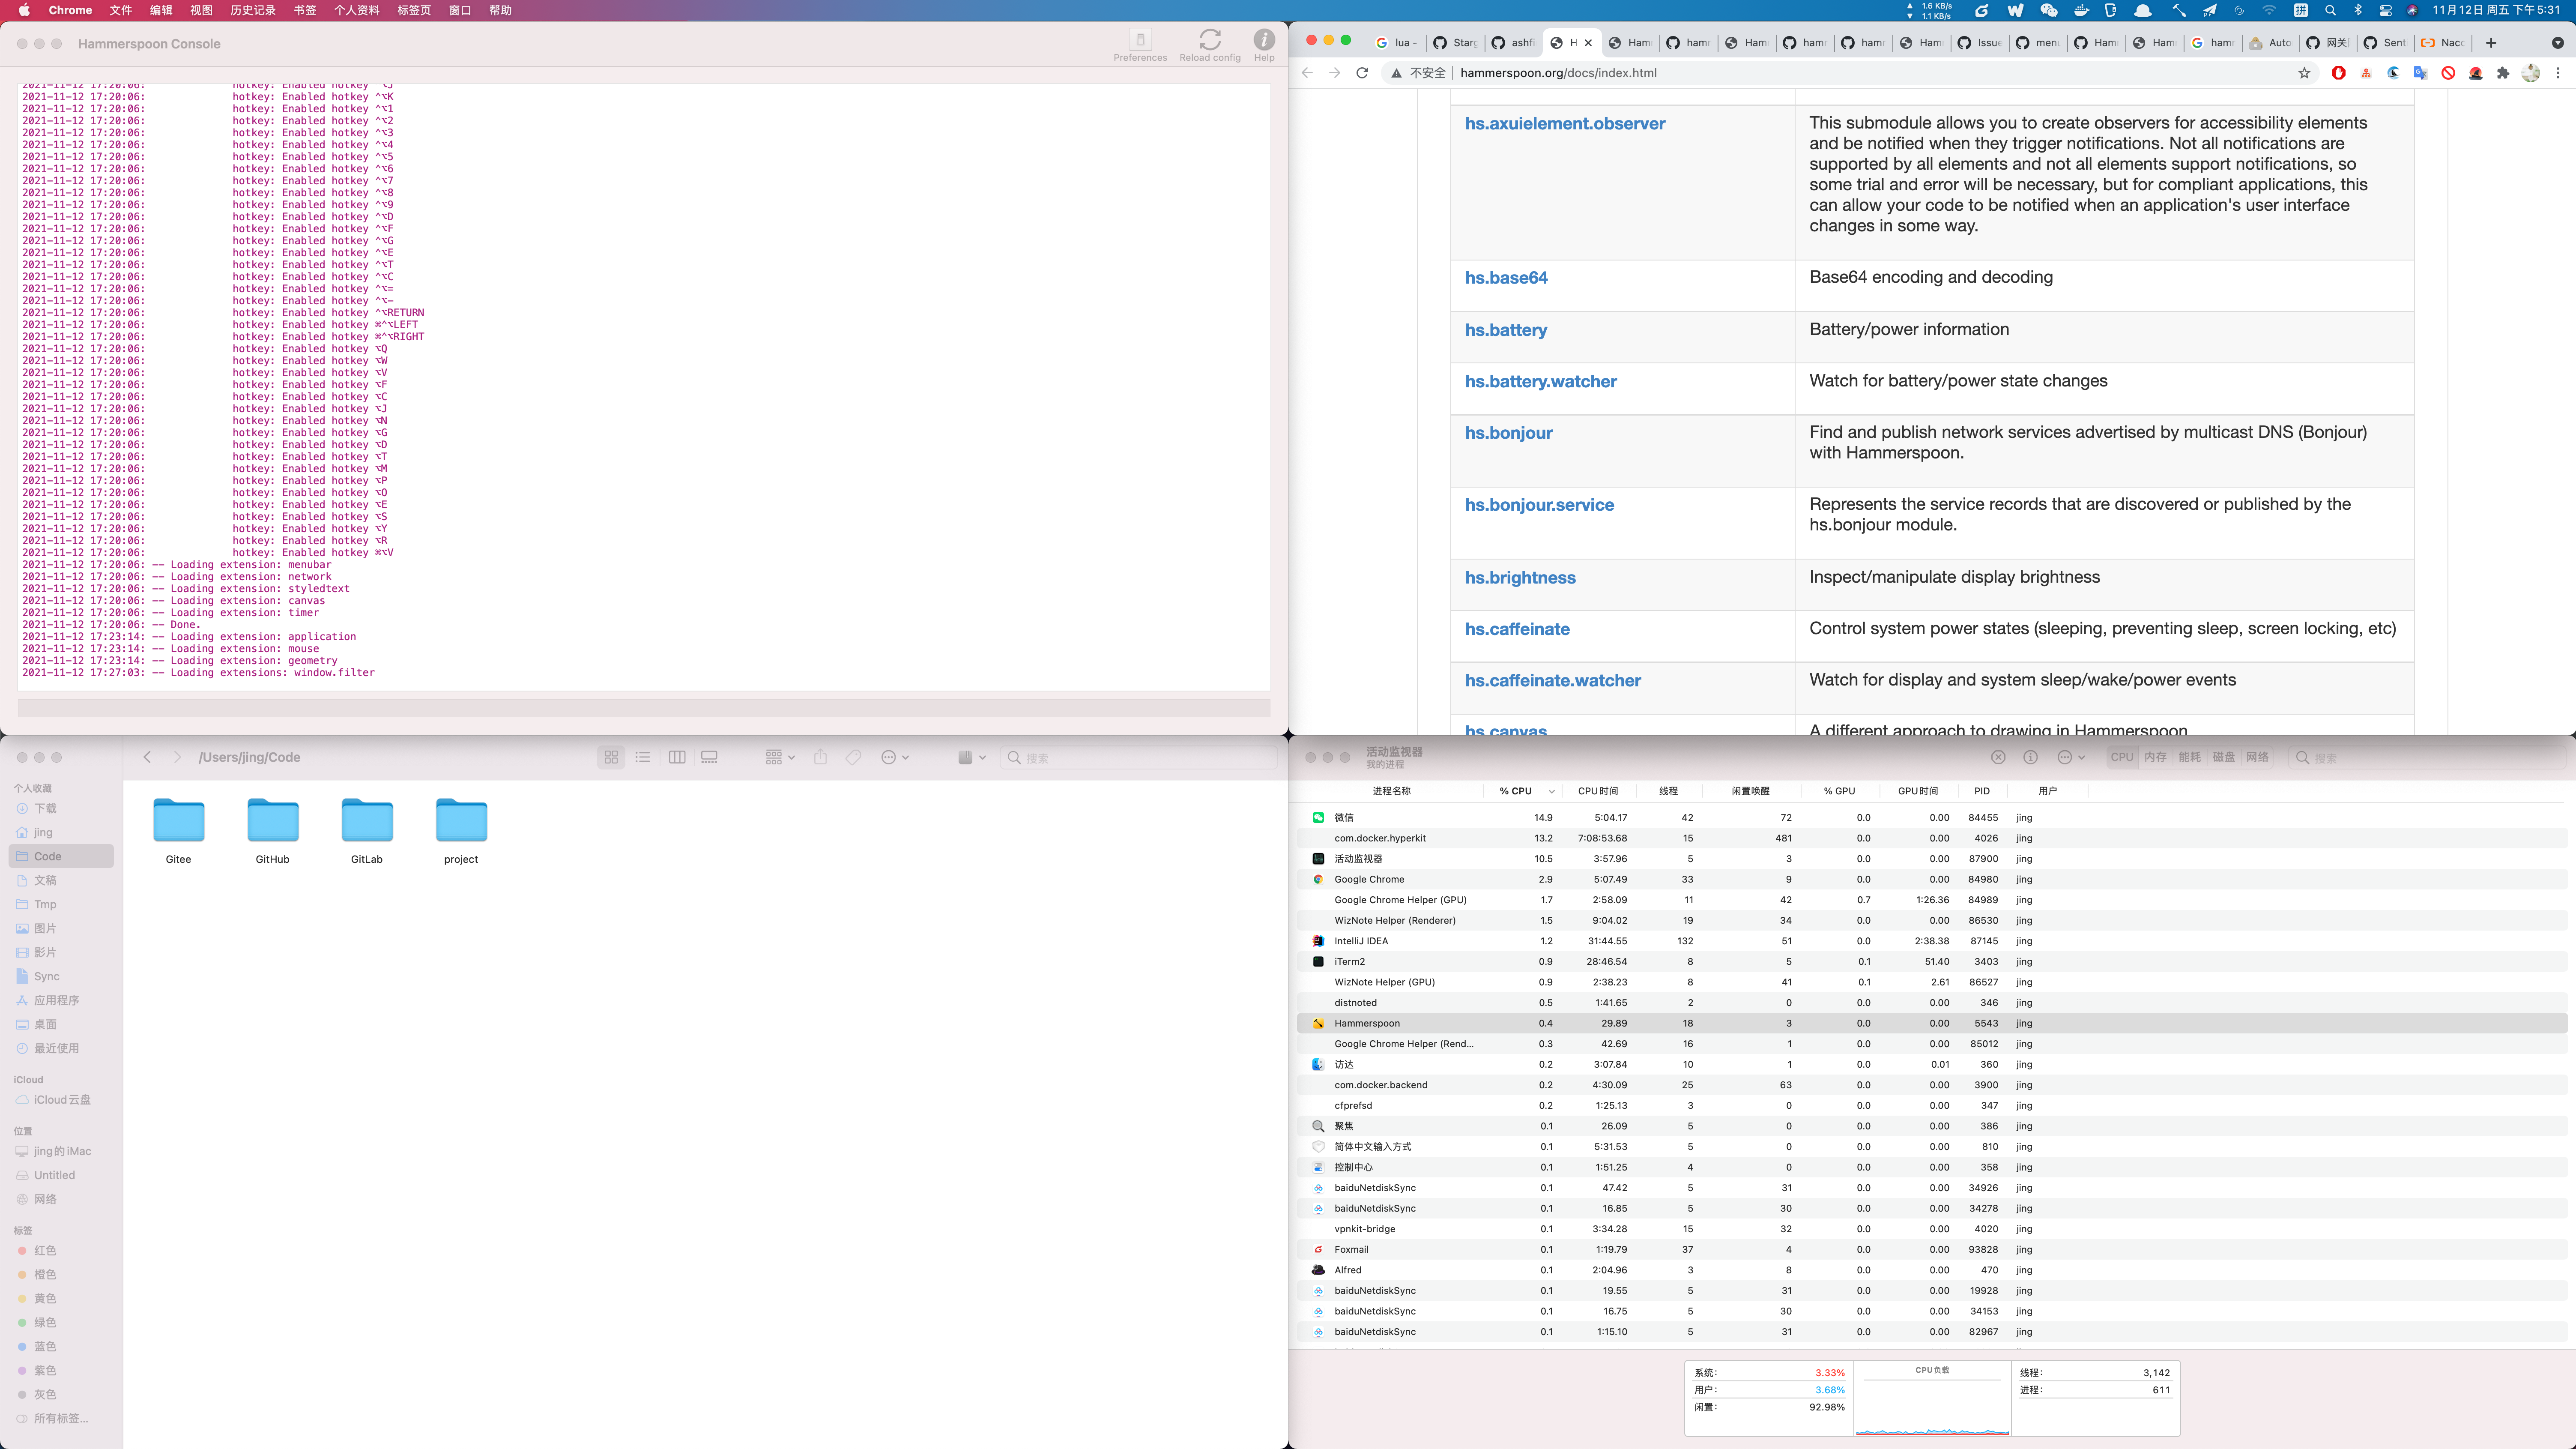 Chrome 文件 编辑 视图 历史记录 书签 个人资料 标签页 窗口 帮助
1.6 KB/s
1.1 KB/s
拼
11月12日 周五 下午5:31
Hammerspoon Console
Preferences
Reload config
Help
2021-11-12 17:20:06: hotkey: Enabled hotkey ⌥J
2021-11-12 17:20:06: hotkey: Enabled hotkey ^⌥K
2021-11-12 17:20:06: hotkey: Enabled hotkey ^⌥1
2021-11-12 17:20:06: hotkey: Enabled hotkey ^⌥2
2021-11-12 17:20:06: hotkey: Enabled hotkey ^⌥3
2021-11-12 17:20:06: hotkey: Enabled hotkey ^⌥4
2021-11-12 17:20:06: hotkey: Enabled hotkey ^⌥5
2021-11-12 17:20:06: hotkey: Enabled hotkey ^⌥6
2021-11-12 17:20:06: hotkey: Enabled hotkey ^⌥7
2021-11-12 17:20:06: hotkey: Enabled hotkey ^⌥8
2021-11-12 17:20:06: hotkey: Enabled hotkey ^⌥9
2021-11-12 17:20:06: hotkey: Enabled hotkey ^⌥D
2021-11-12 17:20:06: hotkey: Enabled hotkey ^⌥F
2021-11-12 17:20:06: hotkey: Enabled hotkey ^⌥G
2021-11-12 17:20:06: hotkey: Enabled hotkey ^⌥E
2021-11-12 17:20:06: hotkey: Enabled hotkey ^⌥T
2021-11-12 17:20:06: hotkey: Enabled hotkey ^⌥C
2021-11-12 17:20:06: hotkey: Enabled hotkey ^⌥=
2021-11-12 17:20:06: hotkey: Enabled hotkey ^⌥-
2021-11-12 17:20:06: hotkey: Enabled hotkey ^⌥RETURN
2021-11-12 17:20:06: hotkey: Enabled hotkey ⌘^⌥LEFT
2021-11-12 17:20:06: hotkey: Enabled hotkey ⌘^⌥RIGHT
2021-11-12 17:20:06: hotkey: Enabled hotkey ⌥Q
2021-11-12 17:20:06: hotkey: Enabled hotkey ⌥W
2021-11-12 17:20:06: hotkey: Enabled hotkey ⌥V
2021-11-12 17:20:06: hotkey: Enabled hotkey ⌥F
2021-11-12 17:20:06: hotkey: Enabled hotkey ⌥C
2021-11-12 17:20:06: hotkey: Enabled hotkey ⌥J
2021-11-12 17:20:06: hotkey: Enabled hotkey ⌥N
2021-11-12 17:20:06: hotkey: Enabled hotkey ⌥G
2021-11-12 17:20:06: hotkey: Enabled hotkey ⌥D
2021-11-12 17:20:06: hotkey: Enabled hotkey ⌥T
2021-11-12 17:20:06: hotkey: Enabled hotkey ⌥M
2021-11-12 17:20:06: hotkey: Enabled hotkey ⌥P
2021-11-12 17:20:06: hotkey: Enabled hotkey ⌥O
2021-11-12 17:20:06: hotkey: Enabled hotkey ⌥E
2021-11-12 17:20:06: hotkey: Enabled hotkey ⌥S
2021-11-12 17:20:06: hotkey: Enabled hotkey ⌥Y
2021-11-12 17:20:06: hotkey: Enabled hotkey ⌥R
2021-11-12 17:20:06: hotkey: Enabled hotkey ⌘⌥V
2021-11-12 17:20:06: -- Loading extension: menubar
2021-11-12 17:20:06: -- Loading extension: network
2021-11-12 17:20:06: -- Loading extension: styledtext
2021-11-12 17:20:06: -- Loading extension: canvas
2021-11-12 17:20:06: -- Loading extension: timer
2021-11-12 17:20:06: -- Done.
2021-11-12 17:23:14: -- Loading extension: application
2021-11-12 17:23:14: -- Loading extension: mouse
2021-11-12 17:23:14: -- Loading extension: geometry
2021-11-12 17:27:03: -- Loading extensions: window.filter
lua - Starg ashfi H Ham hamr Ham hamr hamr Ham Issue menu Ham Ham hamr Auto 网关 Sent Nacc
不安全 hammerspoon.org/docs/index.html
hs.axuielement.observer
This submodule allows you to create observers for accessibility elements
and be notified when they trigger notifications. Not all notifications are
supported by all elements and not all elements support notifications, so
some trial and error will be necessary, but for compliant applications, this
can allow your code to be notified when an application's user interface
changes in some way.
hs.base64 Base64 encoding and decoding
hs.battery Battery/power information
hs.battery.watcher Watch for battery/power state changes
hs.bonjour Find and publish network services advertised by multicast DNS (Bonjour)
with Hammerspoon.
hs.bonjour.service Represents the service records that are discovered or published by the
hs.bonjour module.
hs.brightness Inspect/manipulate display brightness
hs.caffeinate Control system power states (sleeping, preventing sleep, screen locking, etc)
hs.caffeinate.watcher Watch for display and system sleep/wake/power events
hs.canvas A different approach to drawing in Hammerspoon
/Users/jing/Code
搜索
个人收藏
下载
jing
Code
文稿
Tmp
图片
影片
Sync
应用程序
桌面
最近使用
iCloud
iCloud云盘
位置
jing的iMac
Untitled
网络
标签
红色
橙色
黄色
绿色
蓝色
紫色
灰色
所有标签...
Gitee GitHub GitLab project
活动监视器
我的进程
CPU 内存 能耗 磁盘 网络
搜索
进程名称 % CPU CPU时间 线程 闲置唤醒 % GPU GPU时间 PID 用户
微信 14.9 5:04.17 42 72 0.0 0.00 84455 jing
com.docker.hyperkit 13.2 7:08:53.68 15 481 0.0 0.00 4026 jing
活动监视器 10.5 3:57.96 5 3 0.0 0.00 87900 jing
Google Chrome 2.9 5:07.49 33 9 0.0 0.00 84980 jing
Google Chrome Helper (GPU) 1.7 2:58.09 11 42 0.7 1:26.36 84989 jing
WizNote Helper (Renderer) 1.5 9:04.02 19 34 0.0 0.00 86530 jing
IntelliJ IDEA 1.2 31:44.55 132 51 0.0 2:38.38 87145 jing
iTerm2 0.9 28:46.54 8 5 0.1 51.40 3403 jing
WizNote Helper (GPU) 0.9 2:38.23 8 41 0.1 2.61 86527 jing
distnoted 0.5 1:41.65 2 0 0.0 0.00 346 jing
Hammerspoon 0.4 29.89 18 3 0.0 0.00 5543 jing
Google Chrome Helper (Rend... 0.3 42.69 16 1 0.0 0.00 85012 jing
访达 0.2 3:07.84 10 1 0.0 0.01 360 jing
com.docker.backend 0.2 4:30.09 25 63 0.0 0.00 3900 jing
cfprefsd 0.2 1:25.13 3 0 0.0 0.00 347 jing
聚焦 0.1 26.09 5 0 0.0 0.00 386 jing
简体中文输入方式 0.1 5:31.53 5 0 0.0 0.00 810 jing
控制中心 0.1 1:51.25 4 0 0.0 0.00 358 jing
baiduNetdiskSync 0.1 47.42 5 31 0.0 0.00 34926 jing
baiduNetdiskSync 0.1 16.85 5 30 0.0 0.00 34278 jing
vpnkit-bridge 0.1 3:34.28 15 32 0.0 0.00 4020 jing
Foxmail 0.1 1:19.79 37 4 0.0 0.00 93828 jing
Alfred 0.1 2:04.96 3 8 0.0 0.00 470 jing
baiduNetdiskSync 0.1 19.55 5 31 0.0 0.00 19928 jing
baiduNetdiskSync 0.1 16.75 5 30 0.0 0.00 34153 jing
baiduNetdiskSync 0.1 1:15.10 5 31 0.0 0.00 82967 jing
系统: 3.33%
用户: 3.68%
闲置: 92.98%
CPU负载
线程: 3,142
进程: 611